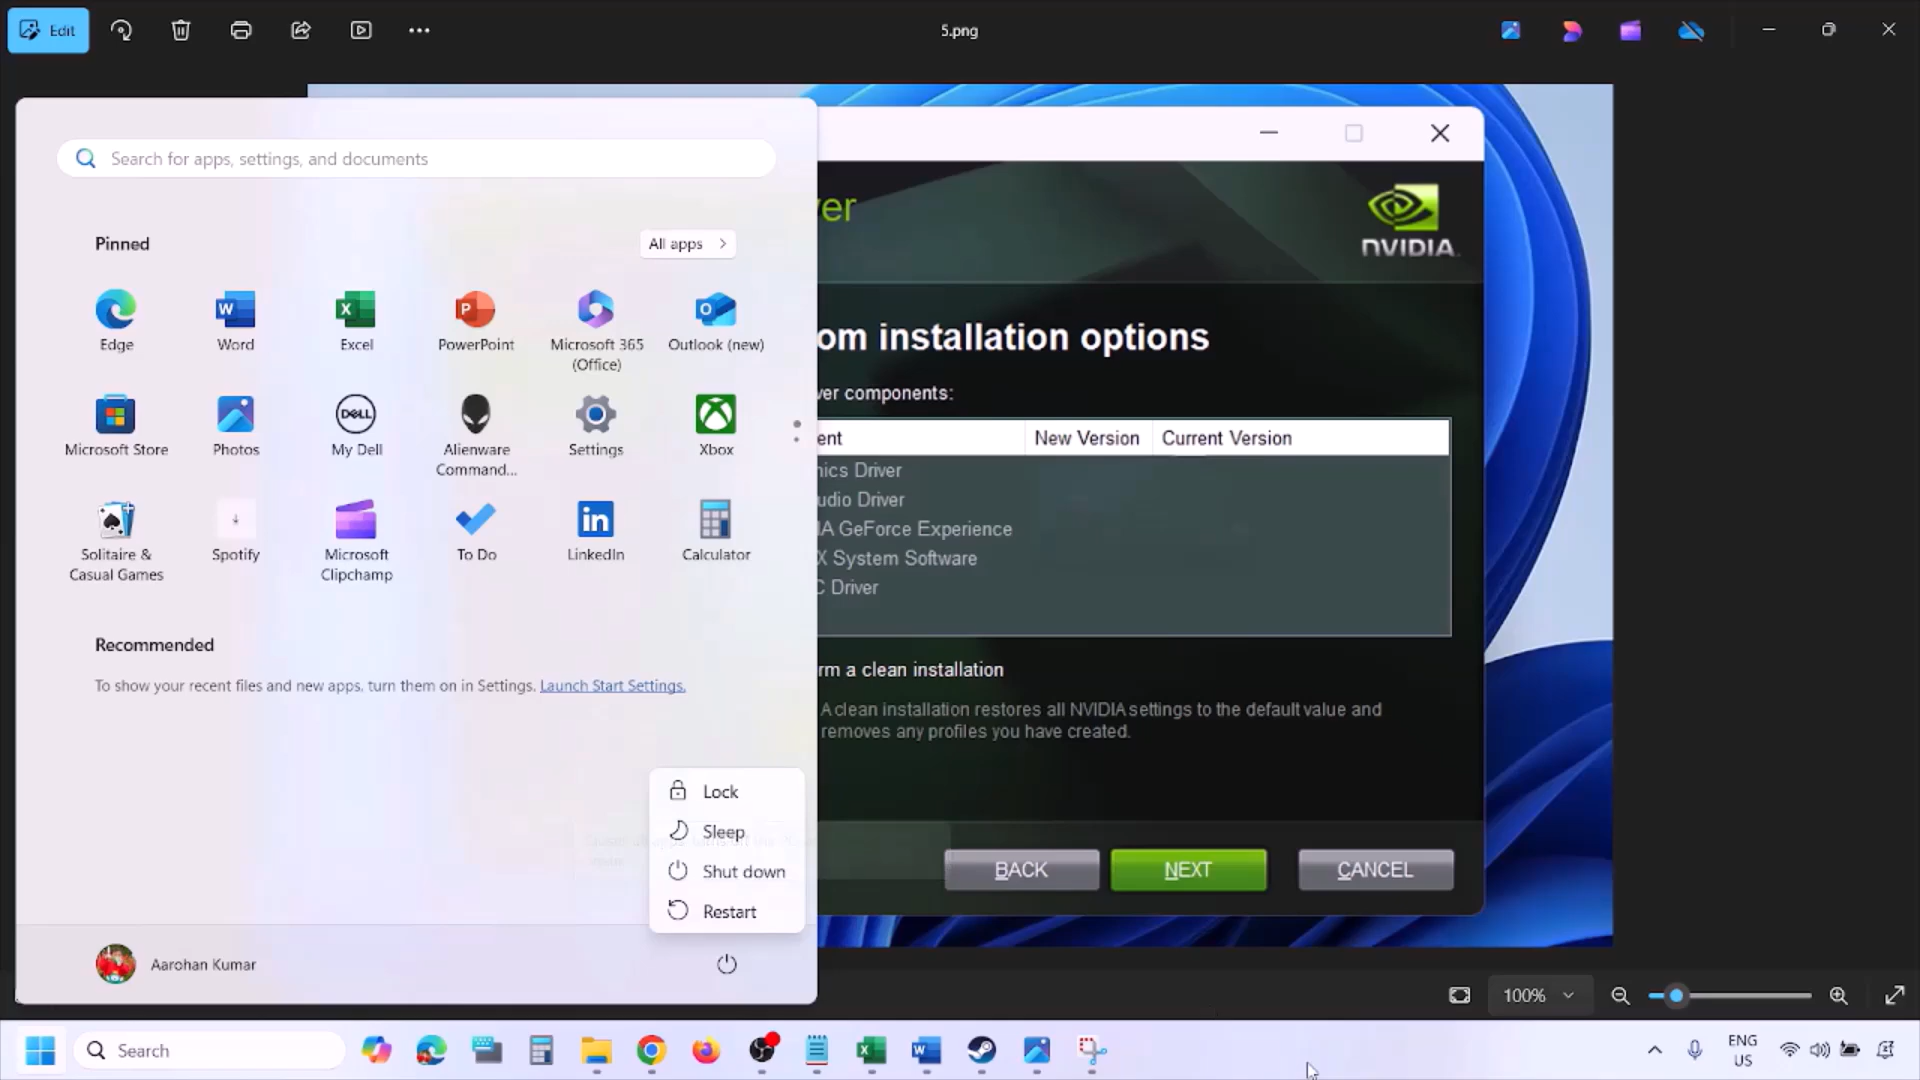 Edit
5.png
Search for apps, settings, and documents
Pinned
All apps
Edge
Word
Excel
PowerPoint
Microsoft 365
(Office)
Outlook (new)
Microsoft Store
Photos
DELL
My Dell
Alienware
Command...
Settings
Xbox
Solitaire &
Casual Games
Spotify
Microsoft
Clipchamp
To Do
LinkedIn
Calculator
Recommended
To show your recent files and new apps, turn them on in Settings. Launch Start Settings.
Lock
Sleep
Shut down
Restart
Aarohan Kumar
ver
NVIDIA
om installation options
ver components:
ent New Version Current Version
hics Driver
udio Driver
IA GeForce Experience
X System Software
C Driver
rm a clean installation
A clean installation restores all NVIDIA settings to the default value and
removes any profiles you have created.
BACK
NEXT
CANCEL
100%
Search
ENG
US